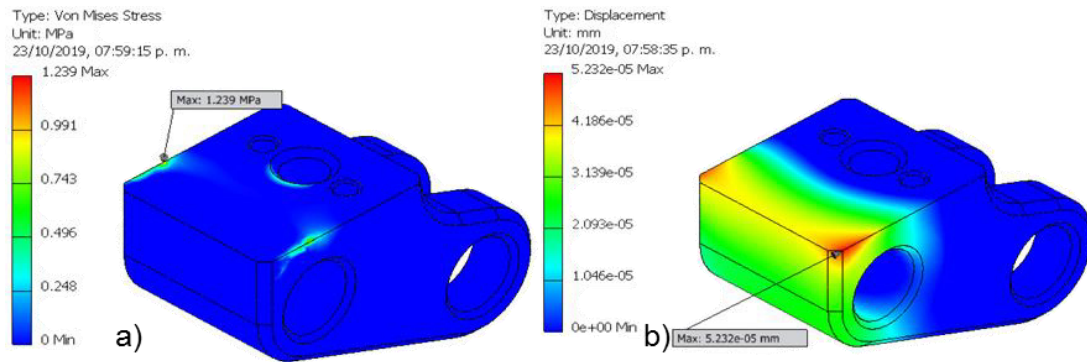 Type: Von Mises Stress
Unit: MPa
23/10/2019, 07:59:15 p. m.
1.239 Max
0.991
0.743
0.496
0.248
0 Min
Max: 1.239 MPa
a)
Type: Displacement
Unit: mm
23/10/2019, 07:58:35 p. m.
5.232e-05 Max
4.186e-05
3.139e-05
2.093e-05
1.046e-05
0e+00 Min
Max: 5.232e-05 mm
b)